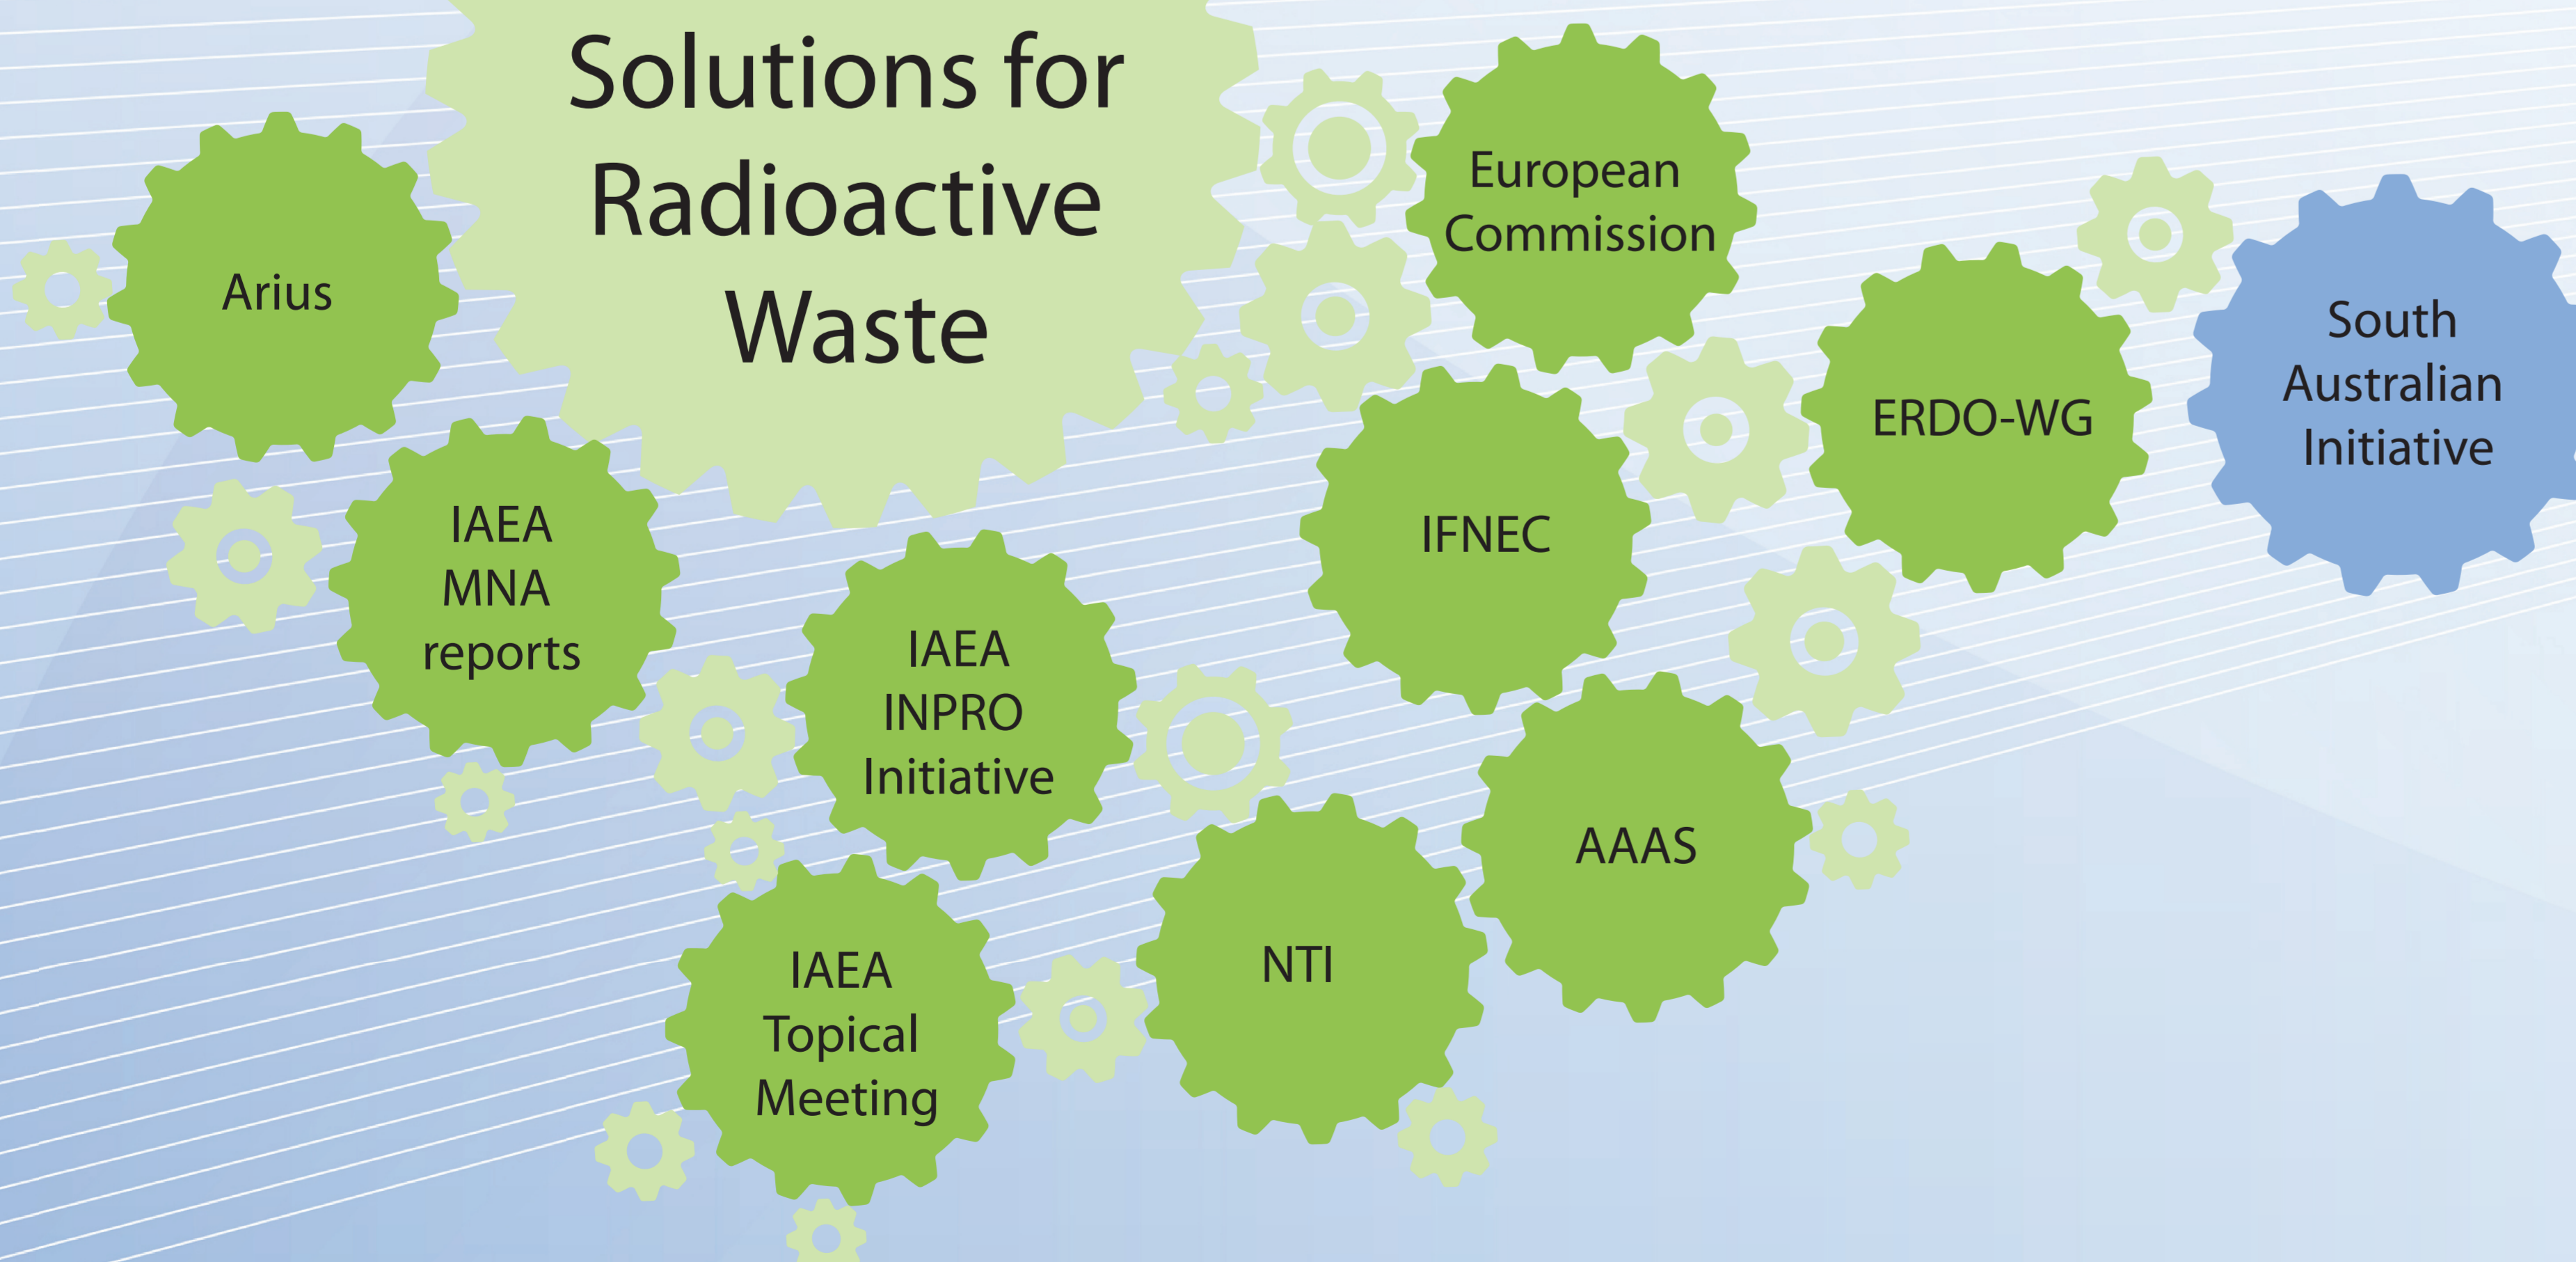 Solutions for
Radioactive
Waste
Arius
European
Commission
South
Australian
Initiative
ERDO-WG
IAEA
MNA
reports
IFNEC
IAEA
INPRO
Initiative
AAAS
NTI
IAEA
Topical
Meeting